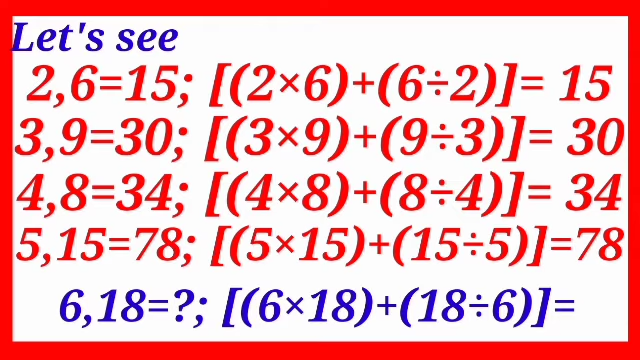 Let's see
2,6=15; [(2×6)+(6÷2)]= 15
3,9=30; [(3×9)+(9÷3)]= 30
4,8=34; [(4×8)+(8÷4)]= 34
5,15=78; [(5×15)+(15÷5)]=78
6,18=?; [(6×18)+(18÷6)]=